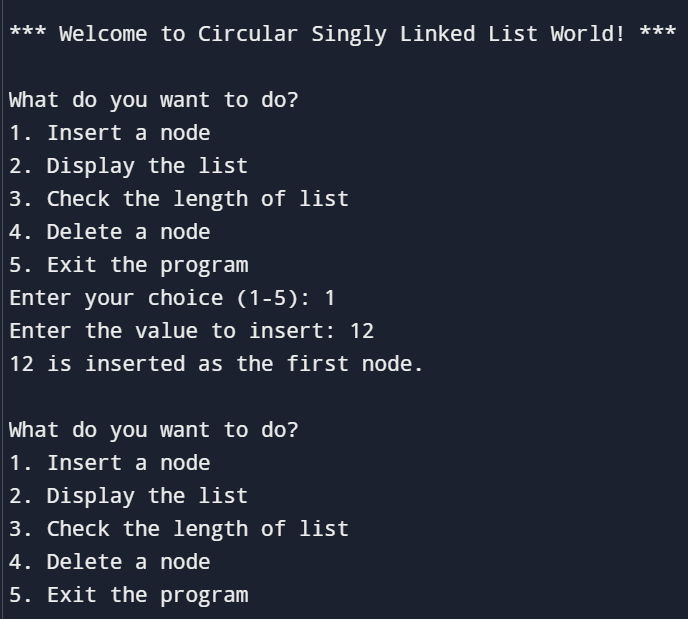 *** Welcome to Circular Singly Linked List World! ***
What do you want to do?
1. Insert a node
2. Display the list
3. Check the length of list
4. Delete a node
5. Exit the program
Enter your choice (1-5): 1
Enter the value to insert: 12
12 is inserted as the first node.
What do you want to do?
1. Insert a node
2. Display the list
3. Check the length of list
4. Delete a node
5. Exit the program